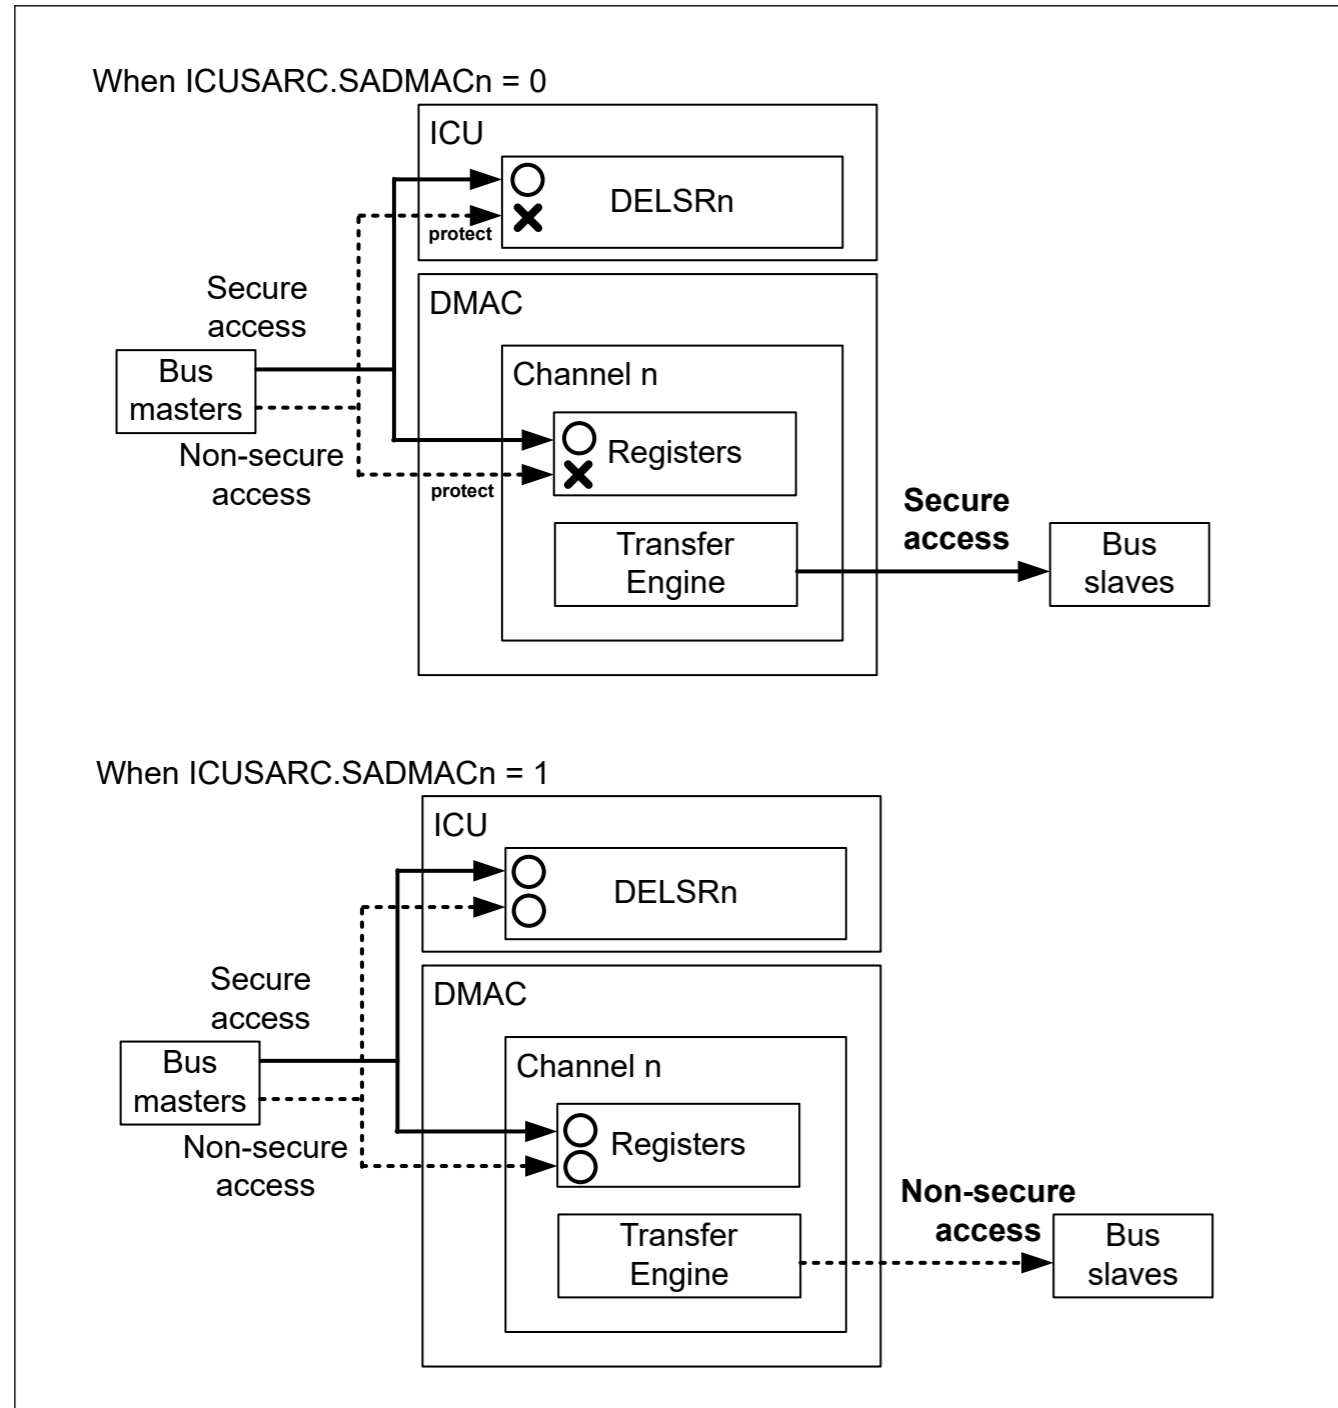 When ICUSARC.SADMACn = 0
ICU
DELSRn
protect
Secure
access
DMAC
Bus
masters
Channel n
Non-secure
access
Registers
protect
Secure
access
Transfer
Engine
Bus
slaves
When ICUSARC.SADMACn = 1
ICU
DELSRn
Secure
access
DMAC
Bus
masters
Channel n
Non-secure
access
Registers
Non-secure
access
Transfer
Engine
Bus
slaves